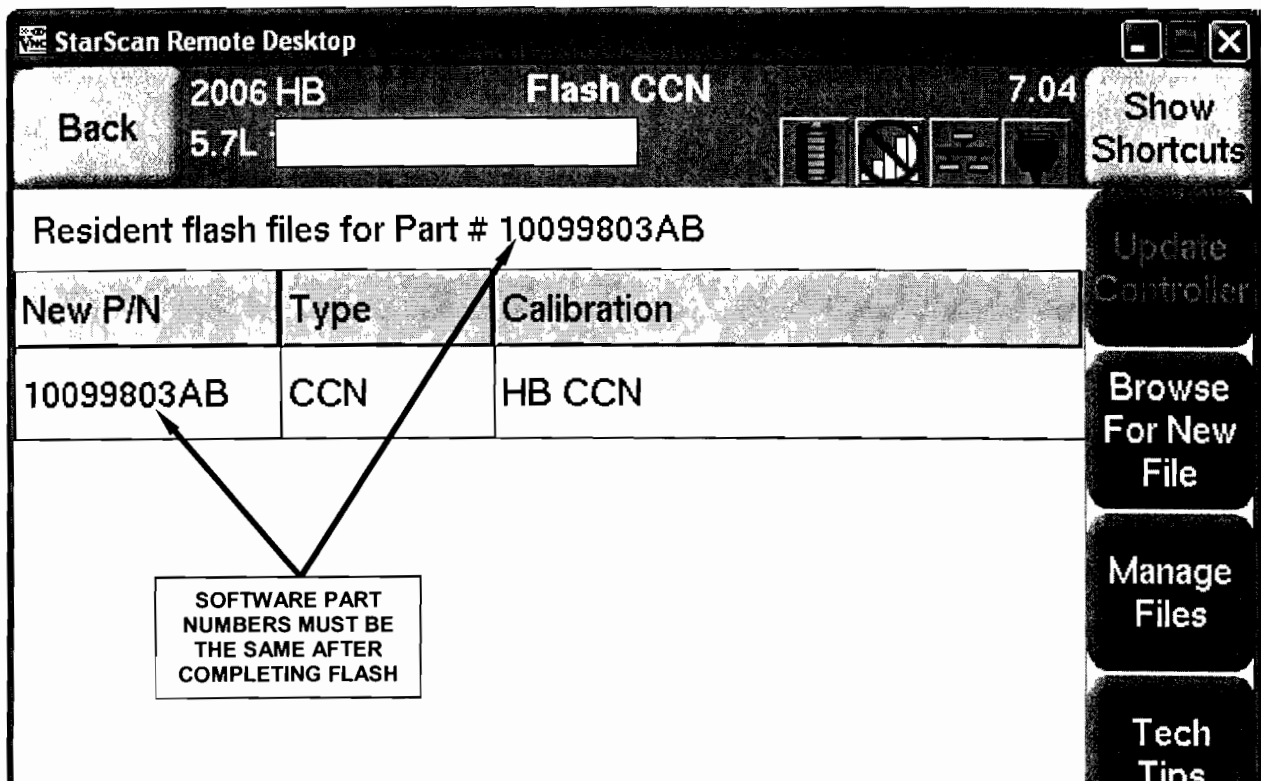 StarScan Remote Desktop
Back
2006 HB
Flash CCN
7.04
5.7L
Show
Shortcuts
Resident flash files for Part # 10099803AB
Update
Controller
New P/N
Type
Calibration
10099803AB
CCN
HB CCN
Browse
For New
File
SOFTWARE PART
NUMBERS MUST BE
THE SAME AFTER
COMPLETING FLASH
Manage
Files
Tech
Tips